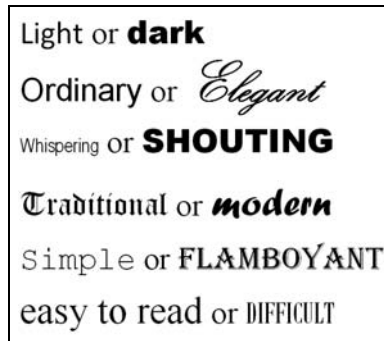 Light or dark
Ordinary or Elegant
Whispering or SHOUTING
Traditional or modern
Simple or FLAMBOYANT
easy to read or DIFFICULT